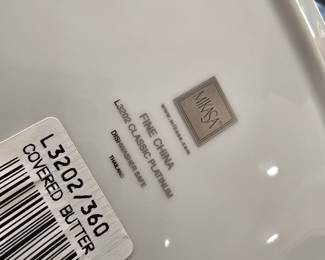 MIKASA
www.mikasa.com
FINE CHINA
L3202 CLASSIC PLATINUM
DISHWASHER SAFE
THAILAND
L3202/360
COVERED BUTTER